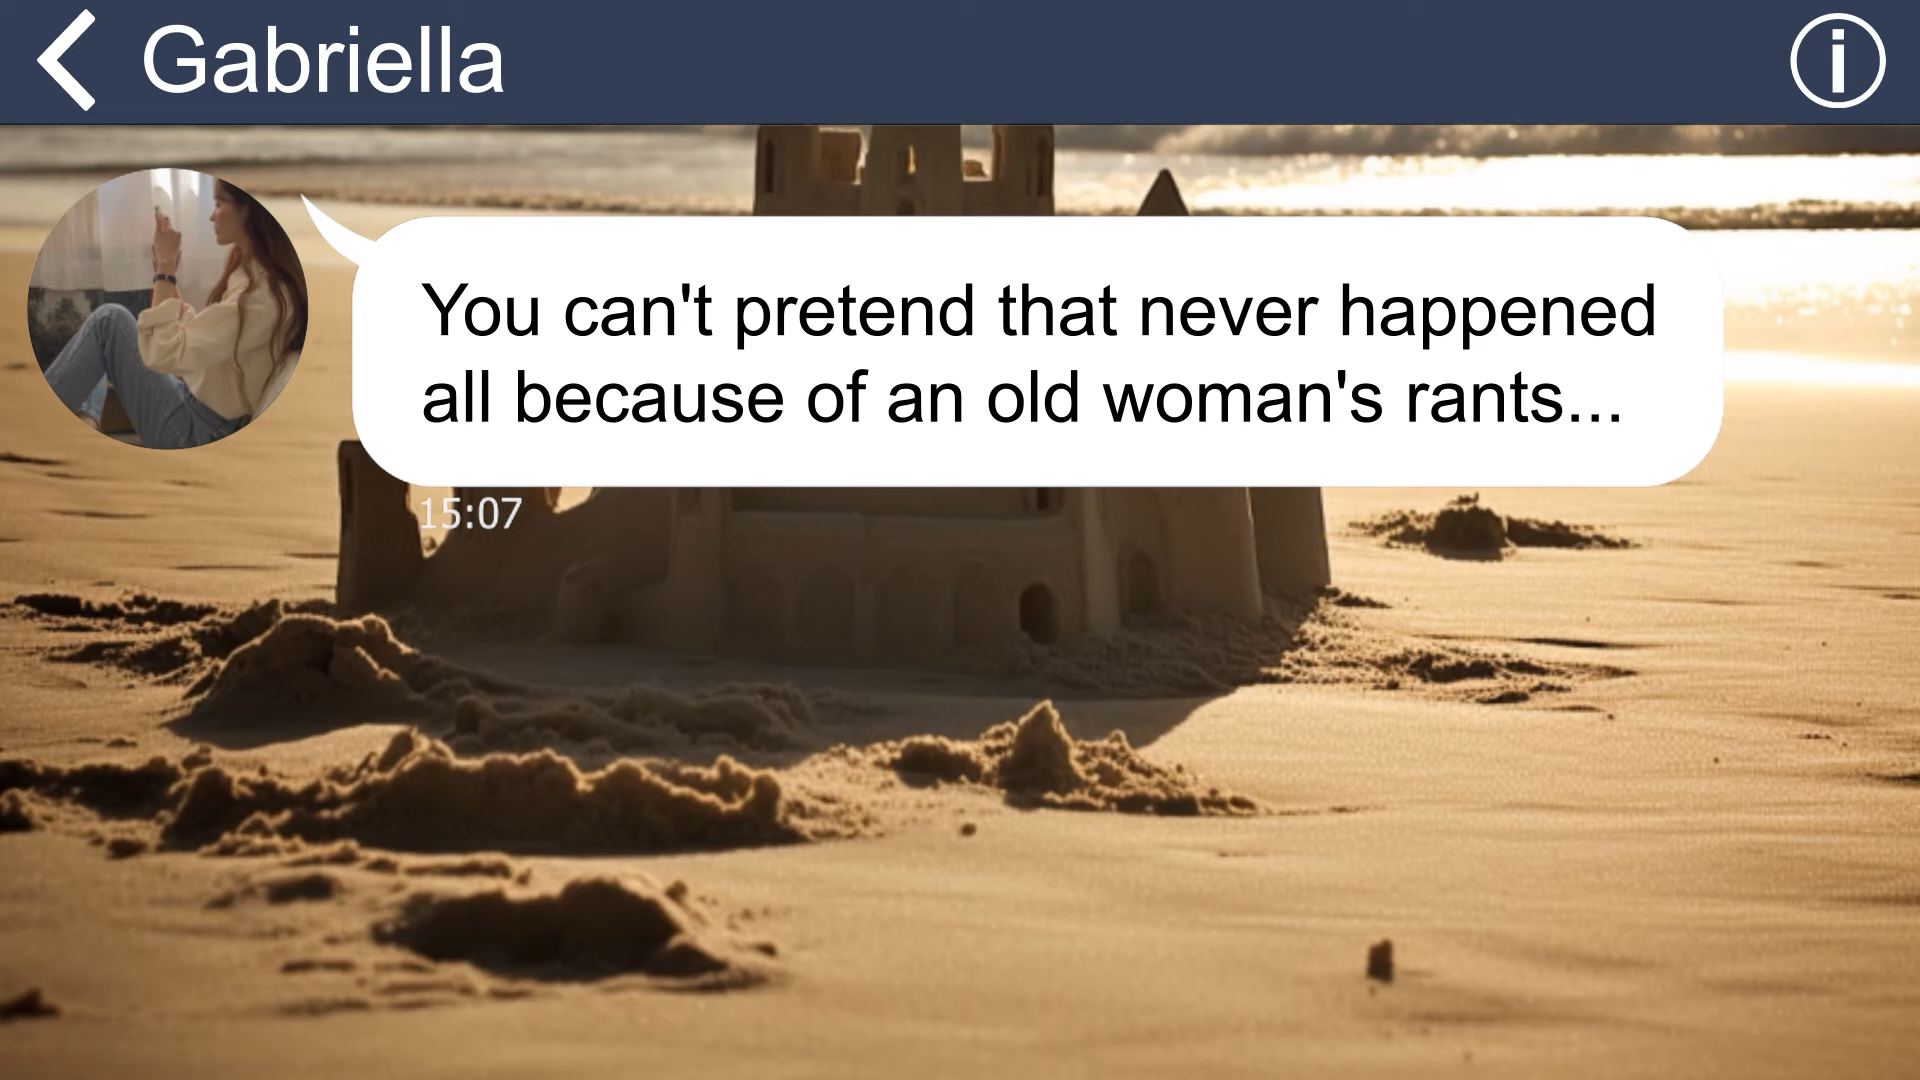 Gabriella
You can't pretend that never happened
all because of an old woman's rants...
15:07